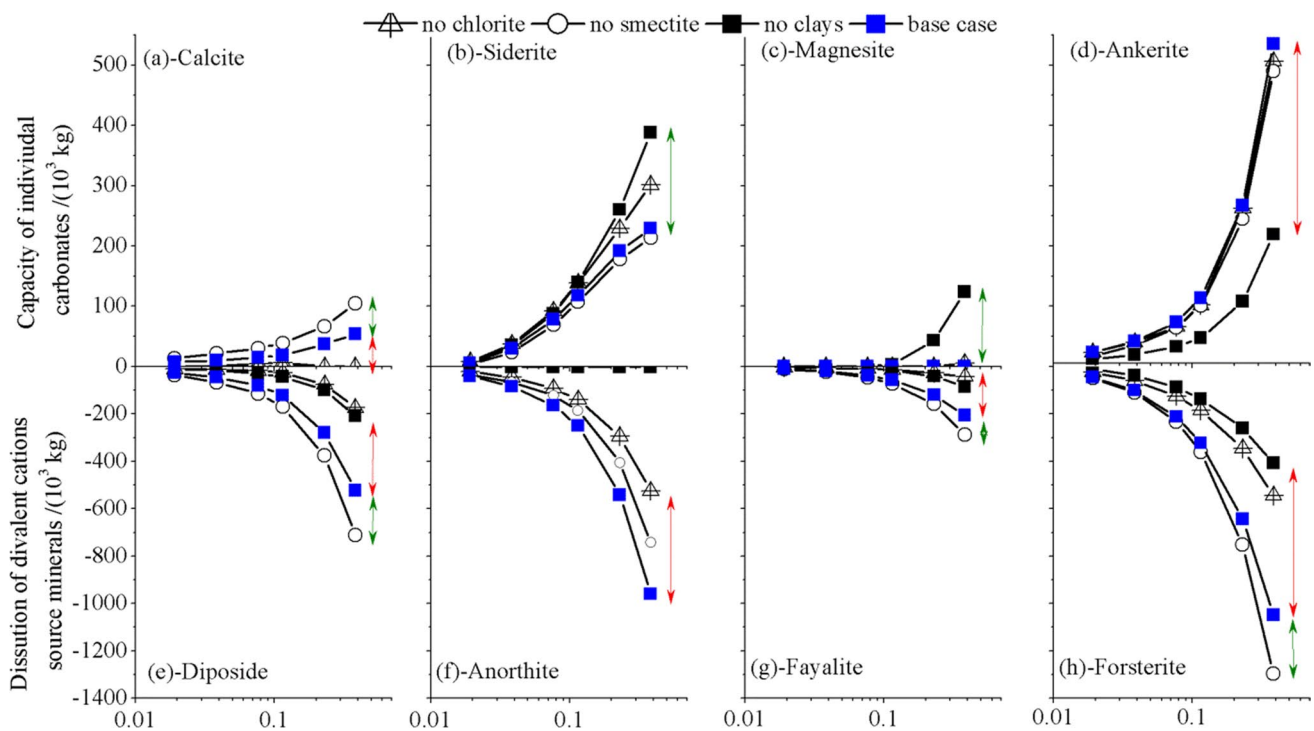 no chlorite no smectite no clays base case
(a)-Calcite (b)-Siderite (c)-Magnesite (d)-Ankerite
Capacity of indiviudal
carbonates /(10³ kg)
500
400
300
200
100
0
Dissution of divalent cations
source minerals /(10³ kg)
-200
-400
-600
-800
-1000
-1200
-1400
(e)-Diposide (f)-Anorthite (g)-Fayalite (h)-Forsterite
0.01 0.1 0.01 0.1 0.01 0.1 0.01 0.1